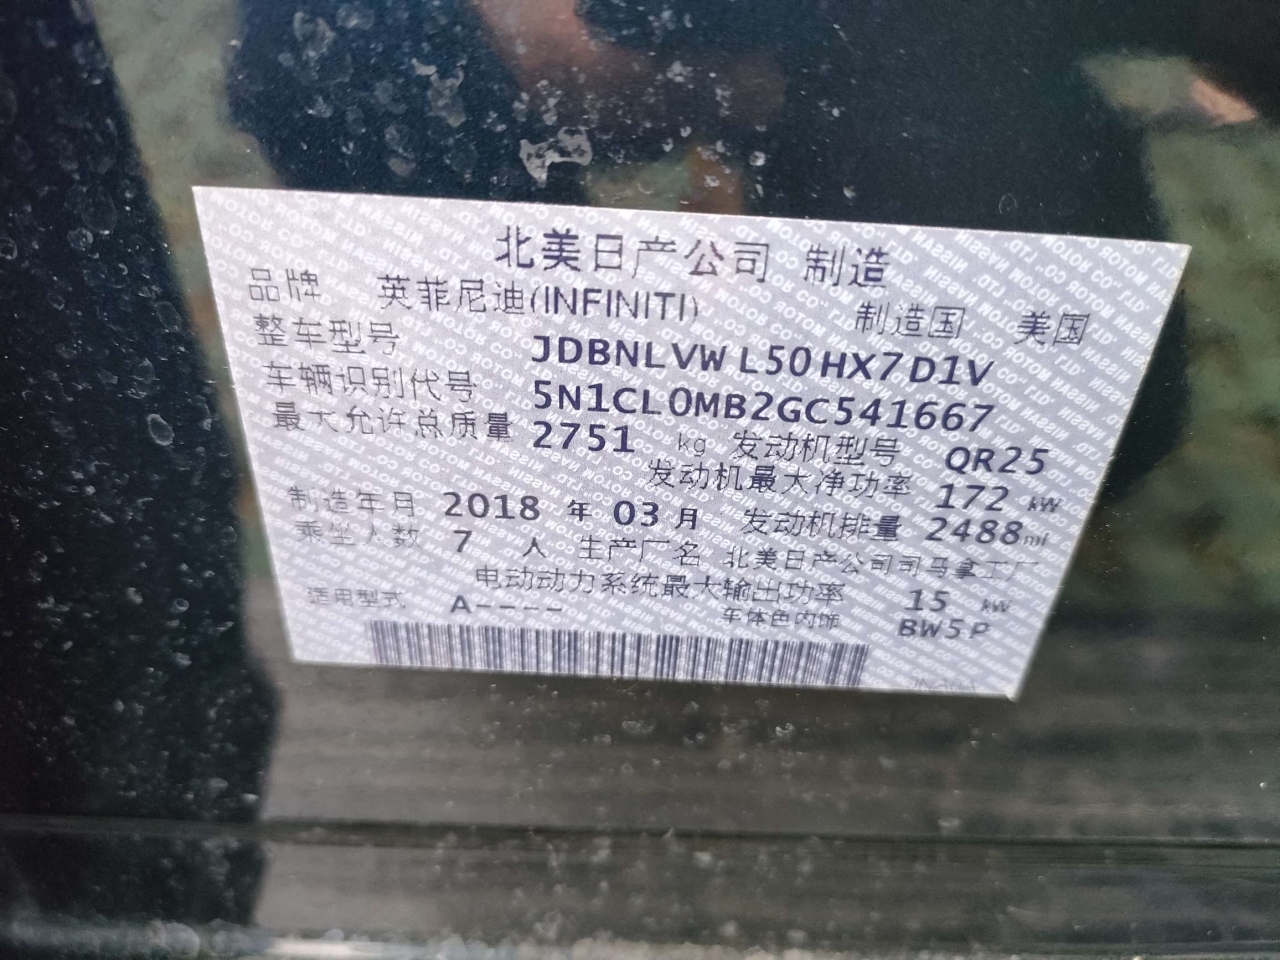 北美日产公司 制造
品牌 英菲尼迪(INFINITI) 制造国 美国
整车型号 JDBNLVWL50HX7D1V
车辆识别代号 5N1CL0MB2GC541667
最大允许总质量 2751 kg 发动机型号 QR25
发动机最大净功率 172 kW
制造年月 2018 年 03 月 发动机排量 2488ml
乘坐人数 7 人 生产厂名 北美日产公司司马拿工厂
电动动力系统最大输出功率 15 kW
适用型式 A---- 车体色内饰 BW5P